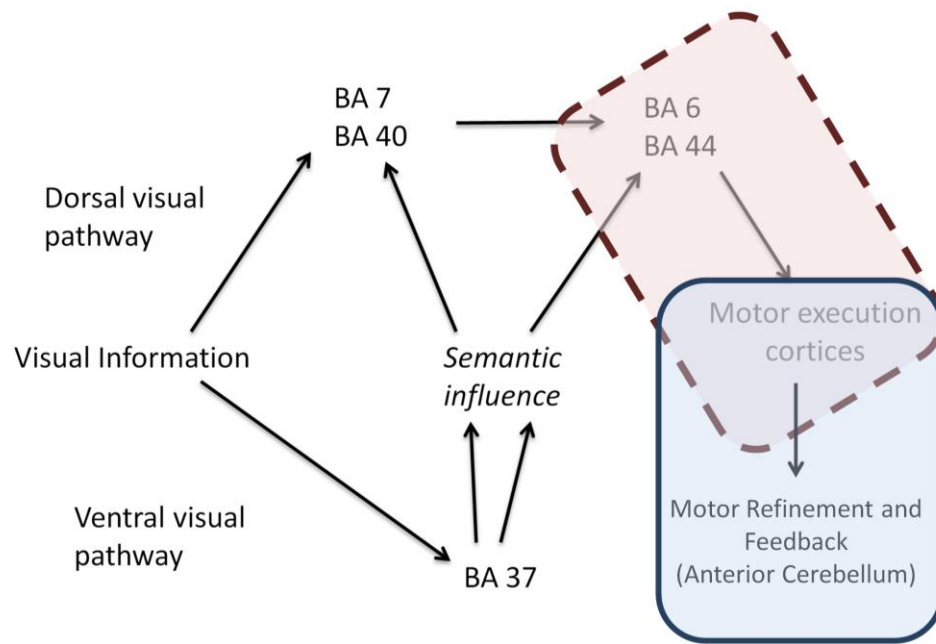 BA 7
BA 40
BA 6
BA 44
Dorsal visual
pathway
Visual Information
Semantic
influence
Motor execution
cortices
Ventral visual
pathway
BA 37
Motor Refinement and
Feedback
(Anterior Cerebellum)